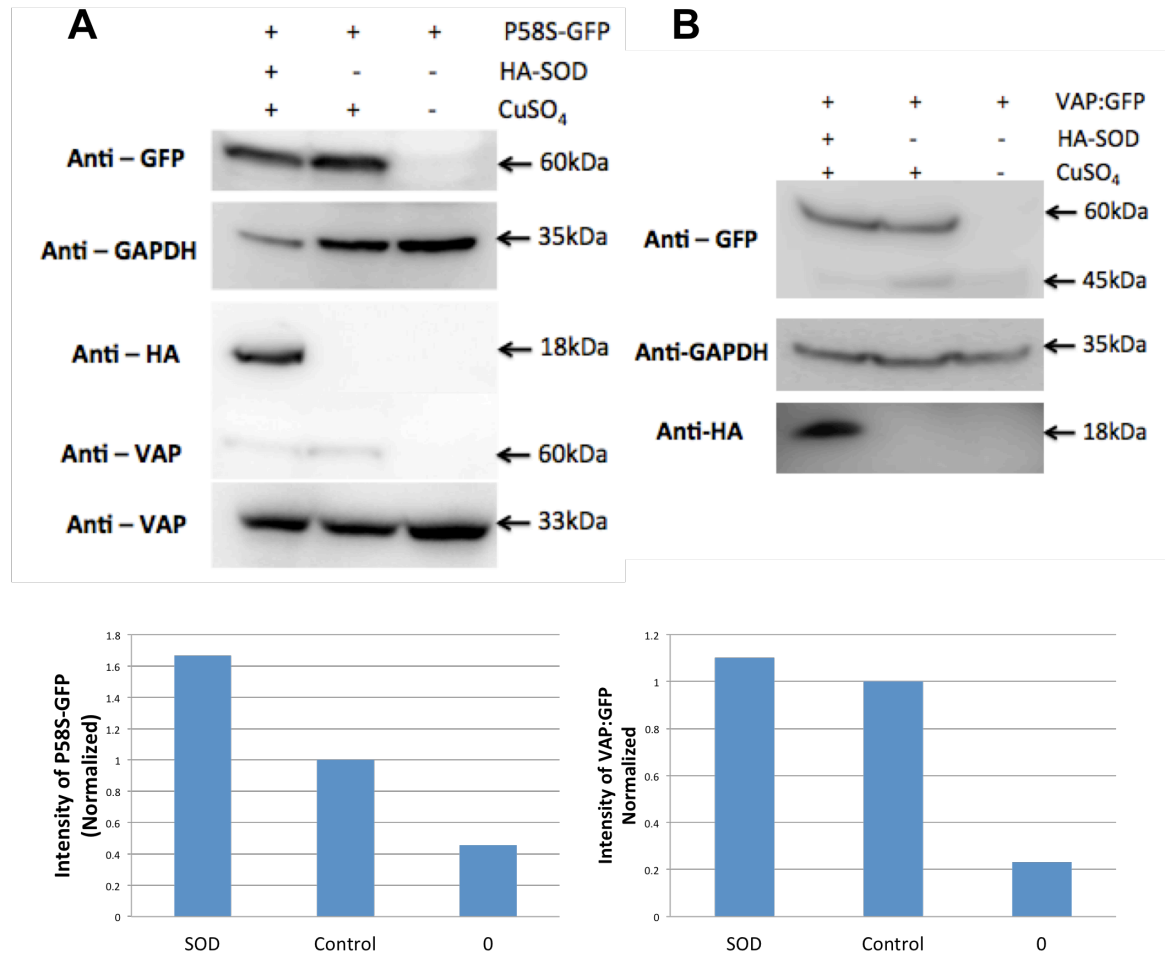 A
+ + + P58S-GFP
+ - - HA-SOD
+ + - CuSO₄
Anti – GFP
60kDa
Anti – GAPDH
35kDa
Anti – HA
18kDa
Anti – VAP
60kDa
Anti – VAP
33kDa
B
+ + + VAP:GFP
+ - - HA-SOD
+ + - CuSO₄
Anti – GFP
60kDa
45kDa
Anti-GAPDH
35kDa
Anti-HA
18kDa
Intensity of P58S-GFP
(Normalized)
1.8
1.6
1.4
1.2
1
0.8
0.6
0.4
0.2
0
SOD Control 0
Intensity of VAP:GFP
Normalized
1.2
1
0.8
0.6
0.4
0.2
0
SOD Control 0